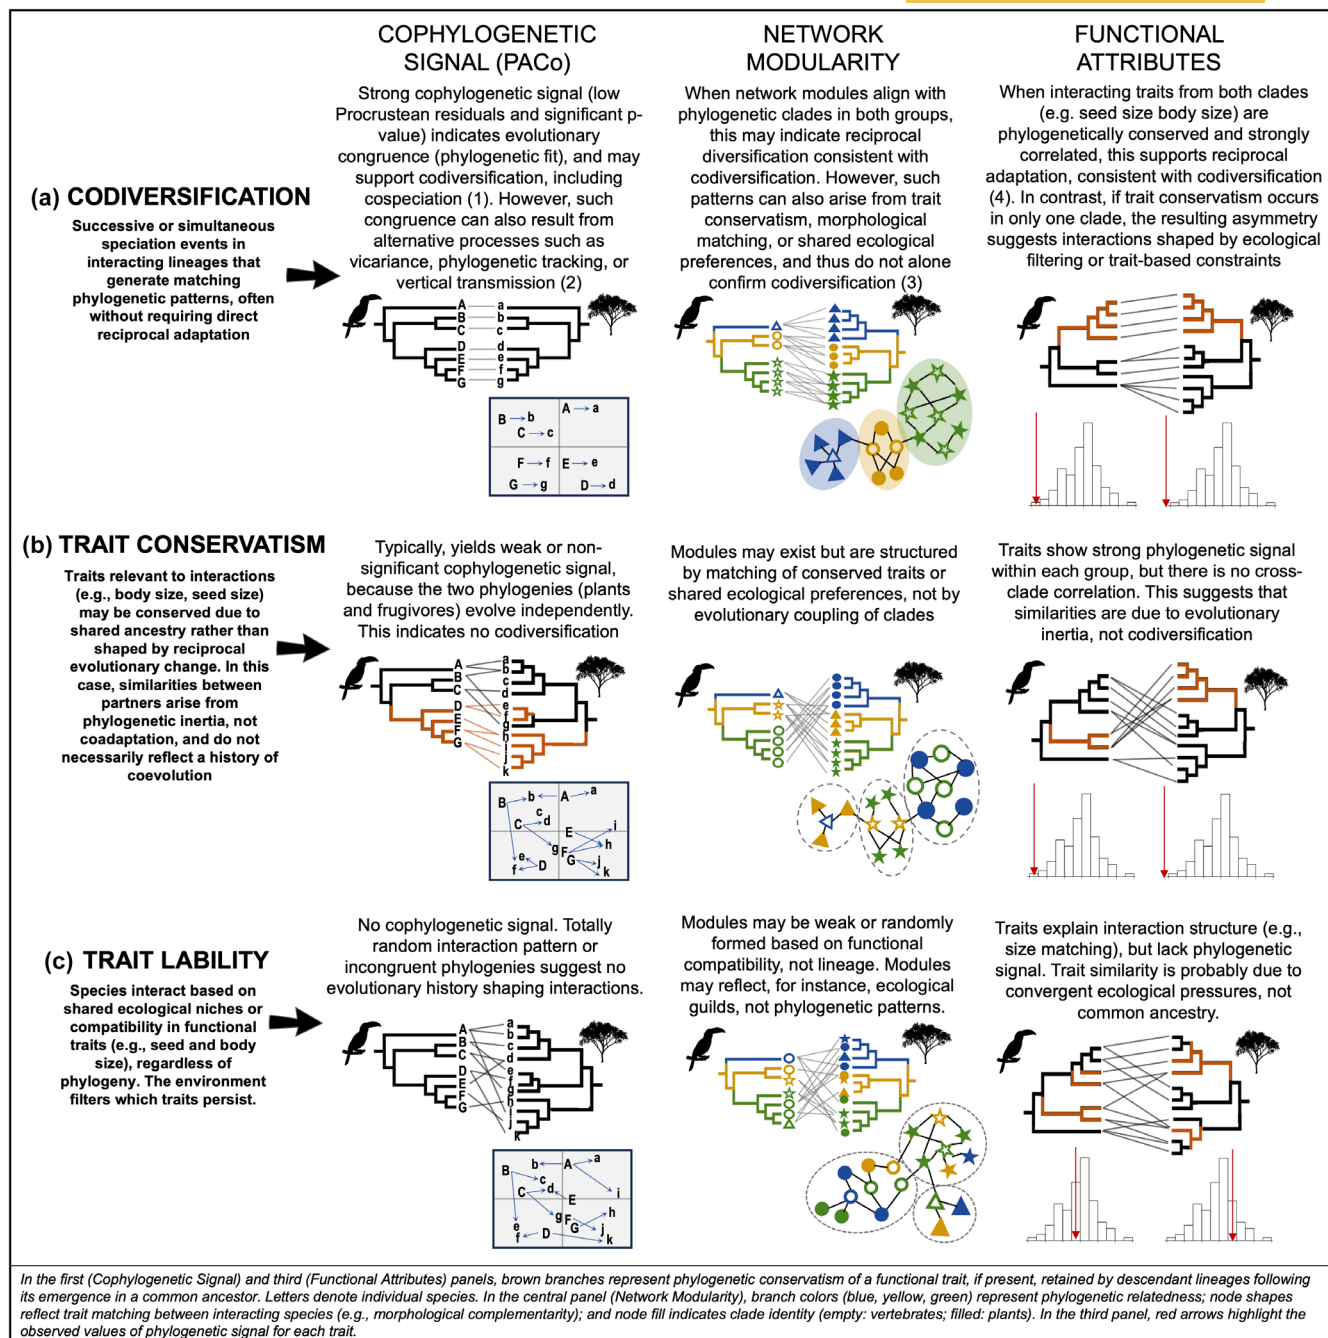 COPHYLOGENETIC
SIGNAL (PACo)
NETWORK
MODULARITY
FUNCTIONAL
ATTRIBUTES
(a) CODIVERSIFICATION
Successive or simultaneous
speciation events in
interacting lineages that
generate matching
phylogenetic patterns, often
without requiring direct
reciprocal adaptation
Strong cophylogenetic signal (low
Procrustean residuals and significant p-
value) indicates evolutionary
congruence (phylogenetic fit), and may
support codiversification, including
cospeciation (1). However, such
congruence can also result from
alternative processes such as
vicariance, phylogenetic tracking, or
vertical transmission (2)
A a
B b
C c
D d
E e
F f
G g
A a
B b
C c
F f E e
G g D d
When network modules align with
phylogenetic clades in both groups,
this may indicate reciprocal
diversification consistent with
codiversification. However, such
patterns can also arise from trait
conservatism, morphological
matching, or shared ecological
preferences, and thus do not alone
confirm codiversification (3)
When interacting traits from both clades
(e.g. seed size body size) are
phylogenetically conserved and strongly
correlated, this supports reciprocal
adaptation, consistent with codiversification
(4). In contrast, if trait conservatism occurs
in only one clade, the resulting asymmetry
suggests interactions shaped by ecological
filtering or trait-based constraints
(b) TRAIT CONSERVATISM
Traits relevant to interactions
(e.g., body size, seed size)
may be conserved due to
shared ancestry rather than
shaped by reciprocal
evolutionary change. In this
case, similarities between
partners arise from
phylogenetic inertia, not
coadaptation, and do not
necessarily reflect a history of
coevolution
Typically, yields weak or non-
significant cophylogenetic signal,
because the two phylogenies (plants
and frugivores) evolve independently.
This indicates no codiversification
A a
B b
C c
d
D e
E f
F g
G h
i
j
k
B b A a
c
C d
E i
g F h
e D G j
f k
Modules may exist but are structured
by matching of conserved traits or
shared ecological preferences, not by
evolutionary coupling of clades
Traits show strong phylogenetic signal
within each group, but there is no cross-
clade correlation. This suggests that
similarities are due to evolutionary
inertia, not codiversification
(c) TRAIT LABILITY
Species interact based on
shared ecological niches or
compatibility in functional
traits (e.g., seed and body
size), regardless of
phylogeny. The environment
filters which traits persist.
No cophylogenetic signal. Totally
random interaction pattern or
incongruent phylogenies suggest no
evolutionary history shaping interactions.
A a
B b
C c
d
D e
E f
F g
G h
j
k
b A a
B c
C d i
E
g F h
e G j
f D k
Modules may be weak or randomly
formed based on functional
compatibility, not lineage. Modules
may reflect, for instance, ecological
guilds, not phylogenetic patterns.
Traits explain interaction structure (e.g.,
size matching), but lack phylogenetic
signal. Trait similarity is probably due to
convergent ecological pressures, not
common ancestry.
In the first (Cophylogenetic Signal) and third (Functional Attributes) panels, brown branches represent phylogenetic conservatism of a functional trait, if present, retained by descendant lineages following
its emergence in a common ancestor. Letters denote individual species. In the central panel (Network Modularity), branch colors (blue, yellow, green) represent phylogenetic relatedness; node shapes
reflect trait matching between interacting species (e.g., morphological complementarity); and node fill indicates clade identity (empty: vertebrates; filled: plants). In the third panel, red arrows highlight the
observed values of phylogenetic signal for each trait.